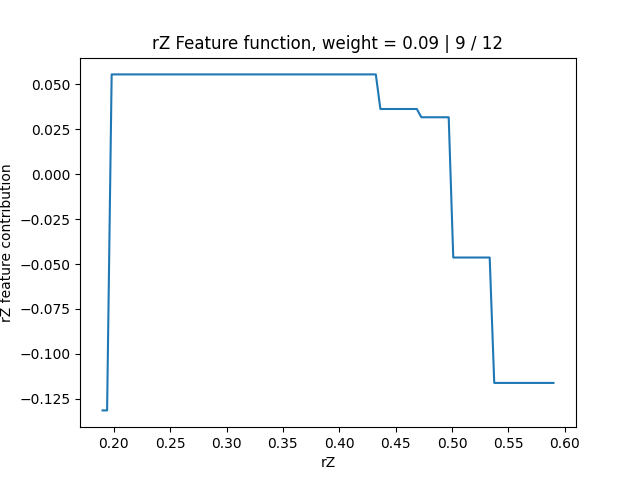 rZ Feature function, weight = 0.09 | 9 / 12
rZ feature contribution
0.050
0.025
0.000
−0.025
−0.050
−0.075
−0.100
−0.125
0.20 0.25 0.30 0.35 0.40 0.45 0.50 0.55 0.60
rZ